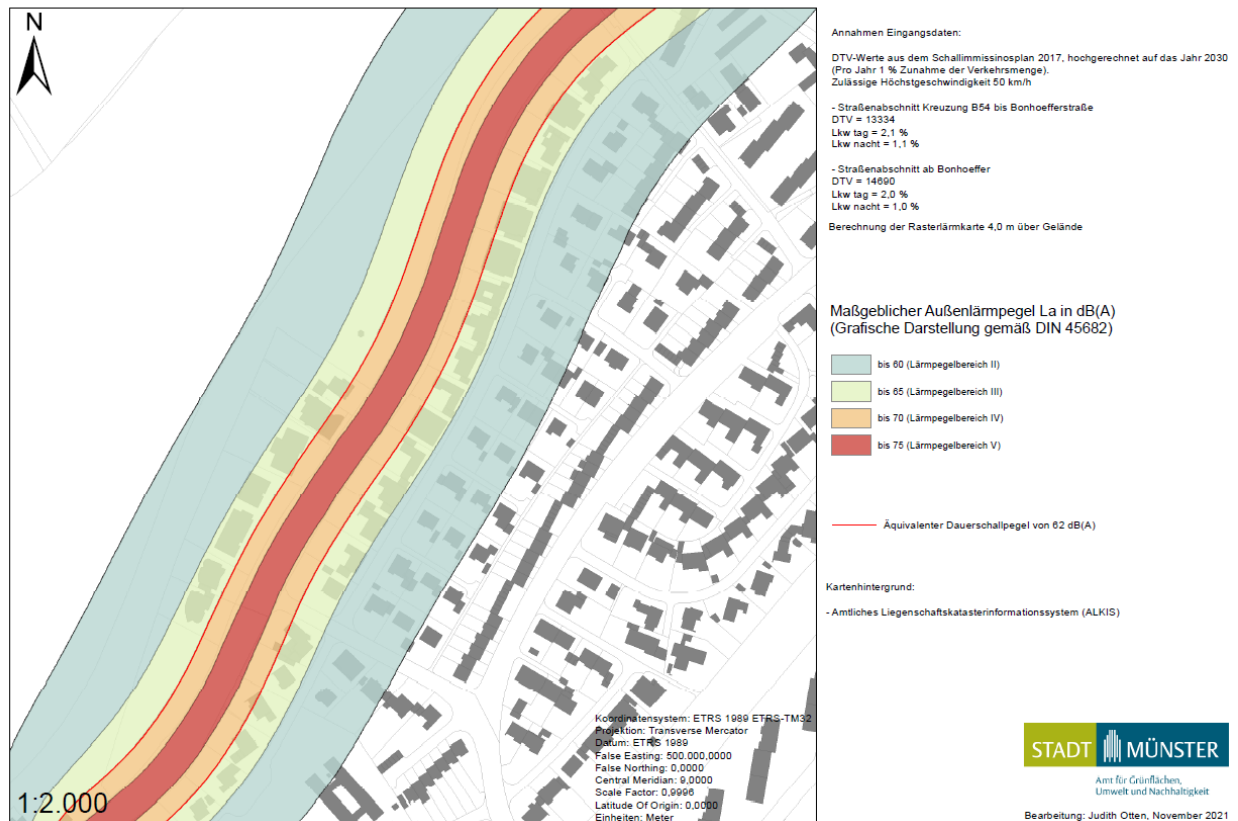 N
Annahmen Eingangsdaten:
DTV-Werte aus dem Schallimmissinosplan 2017, hochgerechnet auf das Jahr 2030
(Pro Jahr 1 % Zunahme der Verkehrsmenge).
Zulässige Höchstgeschwindigkeit 50 km/h
- Straßenabschnitt Kreuzung B54 bis Bonhoefferstraße
DTV = 13334
Lkw tag = 2,1 %
Lkw nacht = 1,1 %
- Straßenabschnitt ab Bonhoeffer
DTV = 14690
Lkw tag = 2,0 %
Lkw nacht = 1,0 %
Berechnung der Rasterlärmkarte 4,0 m über Gelände
Maßgeblicher Außenlärmpegel La in dB(A)
(Grafische Darstellung gemäß DIN 45682)
bis 60 (Lärmpegelbereich II)
bis 65 (Lärmpegelbereich III)
bis 70 (Lärmpegelbereich IV)
bis 75 (Lärmpegelbereich V)
Äquivalenter Dauerschallpegel von 62 dB(A)
Kartenhintergrund:
- Amtliches Liegenschaftskatasterinformationssystem (ALKIS)
Koordinatensystem: ETRS 1989 ETRS-TM32
Projektion: Transverse Mercator
Datum: ETRS 1989
False Easting: 500.000,0000
False Northing: 0,0000
Central Meridian: 9,0000
Scale Factor: 0,9996
Latitude Of Origin: 0,0000
Einheiten: Meter
1:2.000
STADT MÜNSTER
Amt für Grünflächen,
Umwelt und Nachhaltigkeit
Bearbeitung: Judith Otten, November 2021